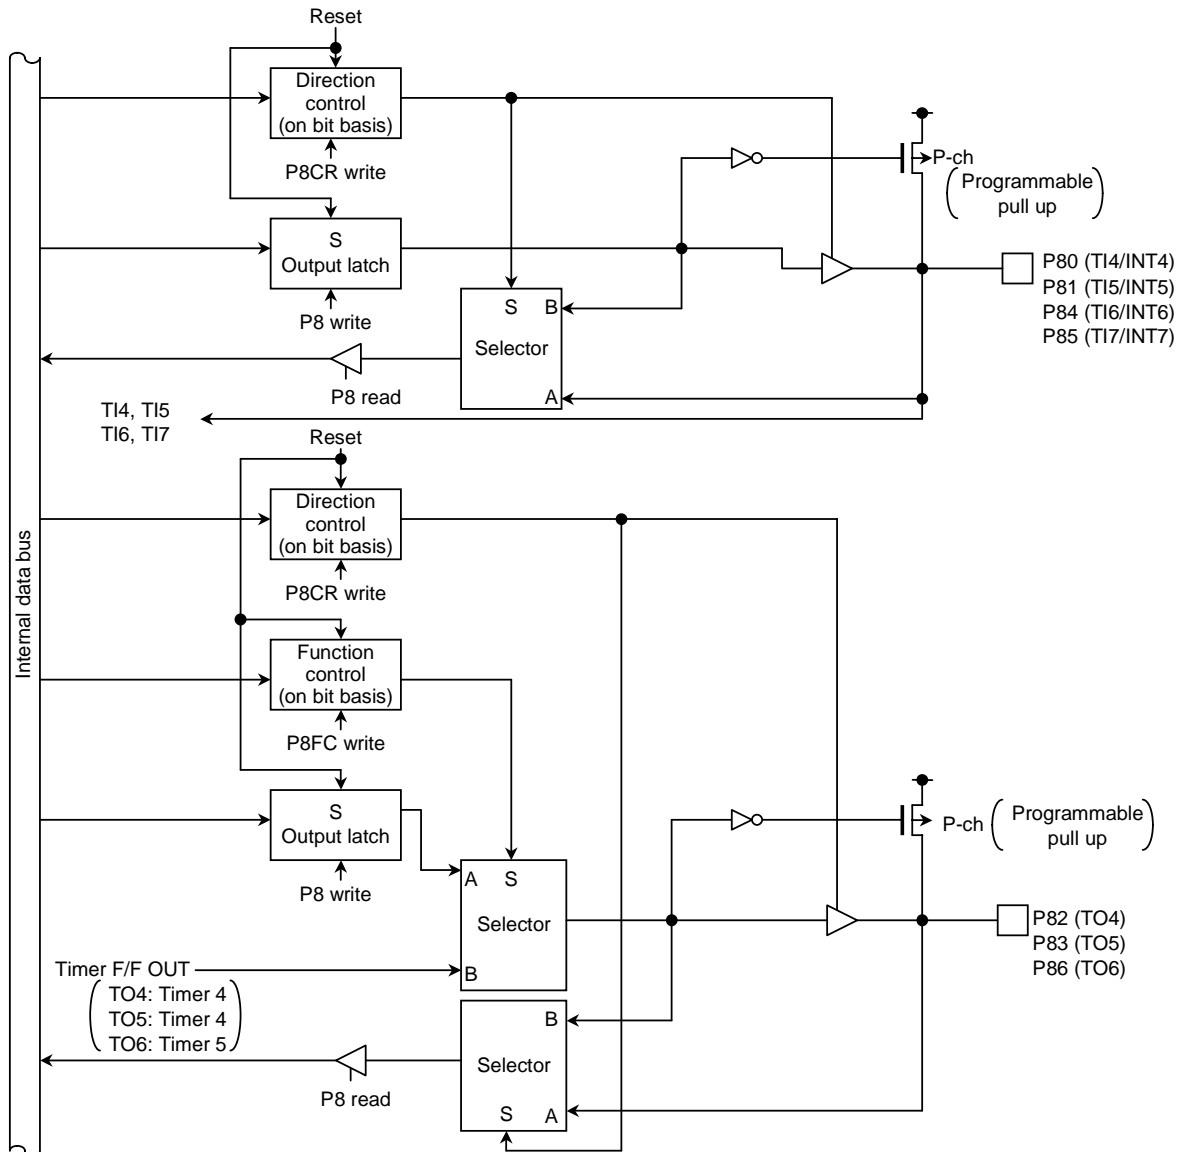 Reset
Direction
control
(on bit basis)
P8CR write
P-ch
Programmable
pull up
S
Output latch
P8 write
S B
Selector
A
P80 (TI4/INT4)
P81 (TI5/INT5)
P84 (TI6/INT6)
P85 (TI7/INT7)
P8 read
TI4, TI5
TI6, TI7
Reset
Direction
control
(on bit basis)
P8CR write
Internal data bus
Function
control
(on bit basis)
P8FC write
S
Output latch
P8 write
P-ch
Programmable
pull up
A S
Selector
B
P82 (TO4)
P83 (TO5)
P86 (TO6)
Timer F/F OUT
TO4: Timer 4
TO5: Timer 4
TO6: Timer 5
B
Selector
S A
P8 read